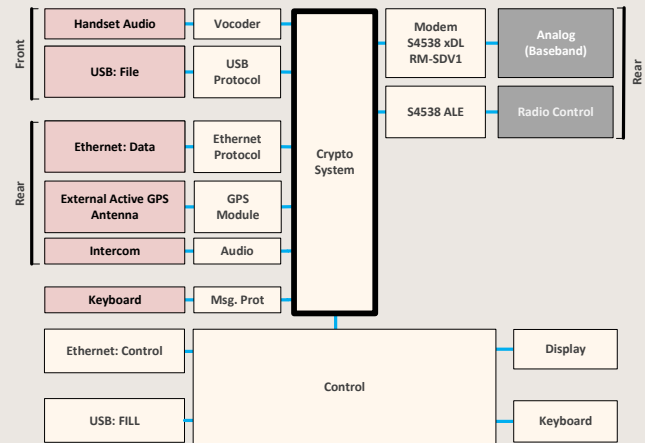 Front
Handset Audio
Vocoder
USB: File
USB
Protocol
Rear
Ethernet: Data
Ethernet
Protocol
External Active GPS
Antenna
GPS
Module
Intercom
Audio
Keyboard
Msg. Prot
Crypto
System
Modem
S4538 xDL
RM-SDV1
Analog
(Baseband)
S4538 ALE
Radio Control
Rear
Ethernet: Control
USB: FILL
Control
Display
Keyboard